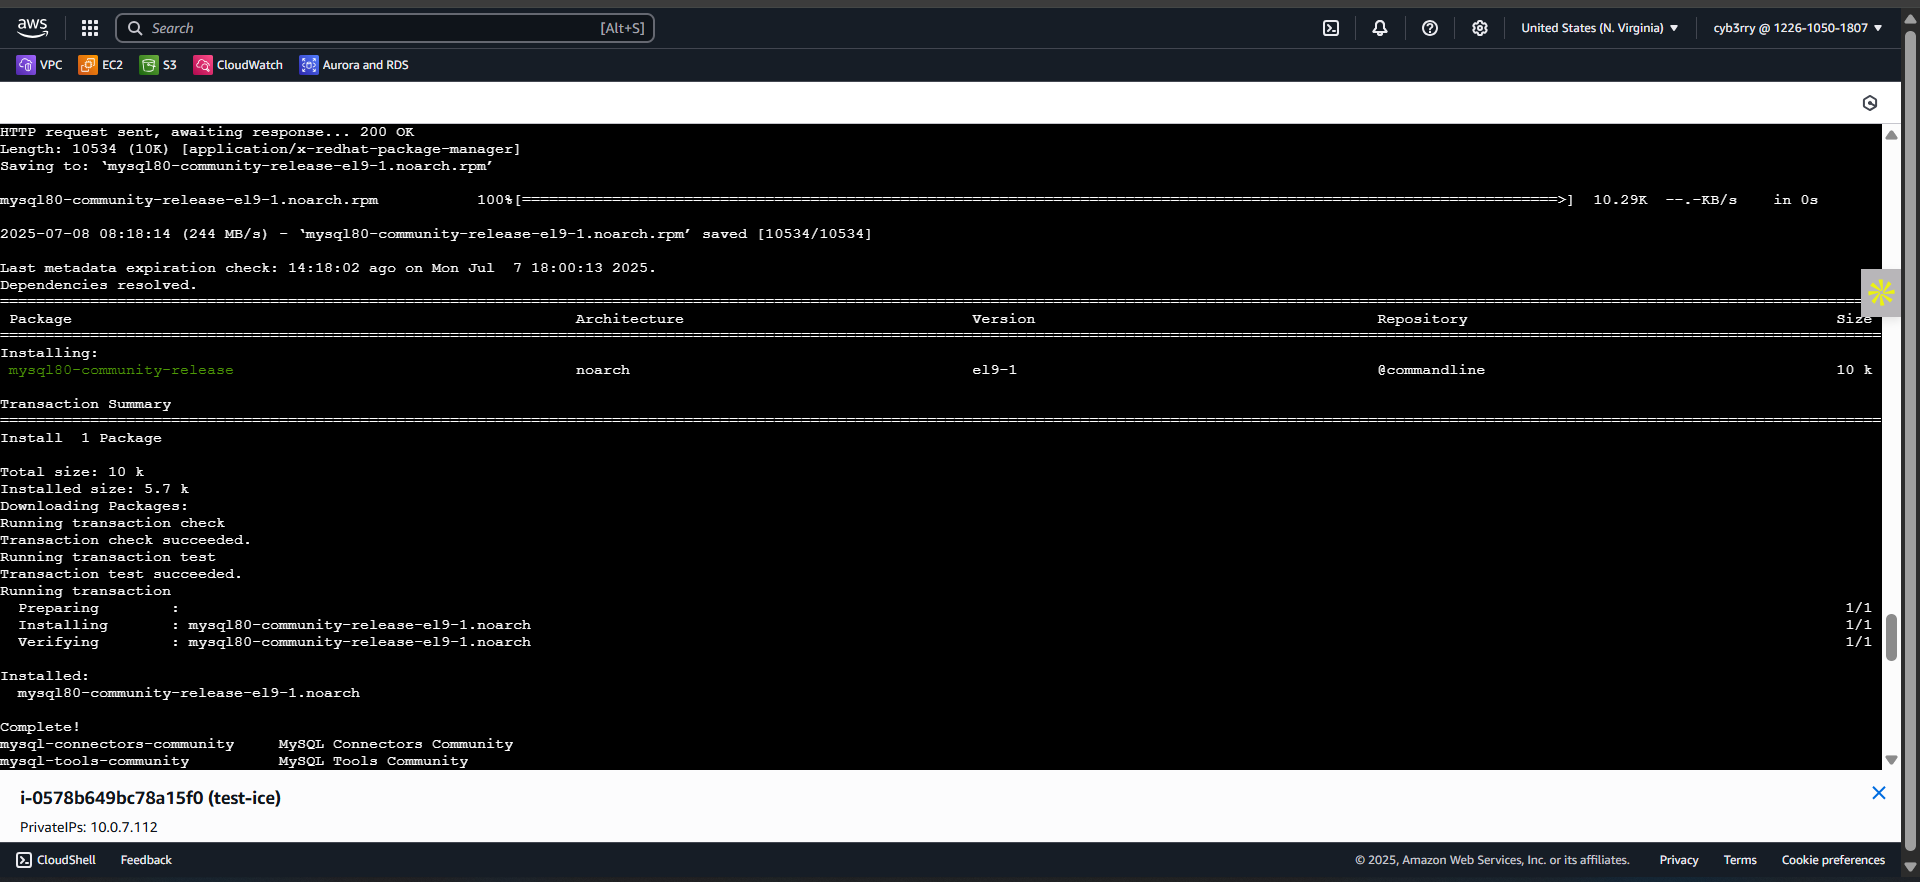 aws
Search [Alt+S]
United States (N. Virginia)
cyb3rry @ 1226-1050-1807
VPC EC2 S3 CloudWatch Aurora and RDS
HTTP request sent, awaiting response... 200 OK
Length: 10534 (10K) [application/x-redhat-package-manager]
Saving to: ‘mysql80-community-release-el9-1.noarch.rpm’
mysql80-community-release-el9-1.noarch.rpm 100%[===================================================================================================================>] 10.29K --.-KB/s in 0s
2025-07-08 08:18:14 (244 MB/s) - ‘mysql80-community-release-el9-1.noarch.rpm’ saved [10534/10534]
Last metadata expiration check: 14:18:02 ago on Mon Jul 7 18:00:13 2025.
Dependencies resolved.
Package Architecture Version Repository Size
Installing:
mysql80-community-release noarch el9-1 @commandline 10 k
Transaction Summary
Install 1 Package
Total size: 10 k
Installed size: 5.7 k
Downloading Packages:
Running transaction check
Transaction check succeeded.
Running transaction test
Transaction test succeeded.
Running transaction
Preparing : 1/1
Installing : mysql80-community-release-el9-1.noarch 1/1
Verifying : mysql80-community-release-el9-1.noarch 1/1
Installed:
mysql80-community-release-el9-1.noarch
Complete!
mysql-connectors-community MySQL Connectors Community
mysql-tools-community MySQL Tools Community
i-0578b649bc78a15f0 (test-ice)
PrivateIPs: 10.0.7.112
CloudShell Feedback
© 2025, Amazon Web Services, Inc. or its affiliates. Privacy Terms Cookie preferences